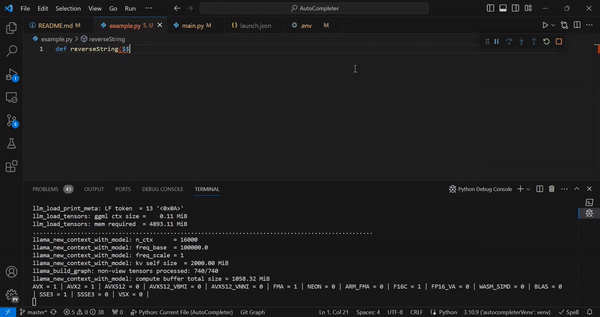 File Edit Selection View Go Run ...
AutoCompleter
README.md M
example.py 5, U
main.py M
launch.json
.env M
example.py > reverseString
1 def reverseString($$
PROBLEMS 43 OUTPUT PORTS DEBUG CONSOLE TERMINAL
Python Debug Console
llm_load_print_meta: LF token = 13 '<0x0A>'
llm_load_tensors: ggml ctx size = 0.11 MiB
llm_load_tensors: mem required = 4893.11 MiB
....................................................................................................
llama_new_context_with_model: n_ctx = 16000
llama_new_context_with_model: freq_base = 100000.0
llama_new_context_with_model: freq_scale = 1
llama_new_context_with_model: kv self size = 2000.00 MiB
llama_build_graph: non-view tensors processed: 740/740
llama_new_context_with_model: compute buffer total size = 1058.32 MiB
AVX = 1 | AVX2 = 1 | AVX512 = 0 | AVX512_VBMI = 0 | AVX512_VNNI = 0 | FMA = 1 | NEON = 0 | ARM_FMA = 0 | F16C = 1 | FP16_VA = 0 | WASM_SIMD = 0 | BLAS = 0
| SSE3 = 1 | SSSE3 = 0 | VSX = 0 |
master* 5 0 38 0 Python: Current File (AutoCompleter) Git Graph Ln 1, Col 21 Spaces: 4 UTF-8 CRLF Python 3.10.9 ('autocompleterVenv': venv) Spell